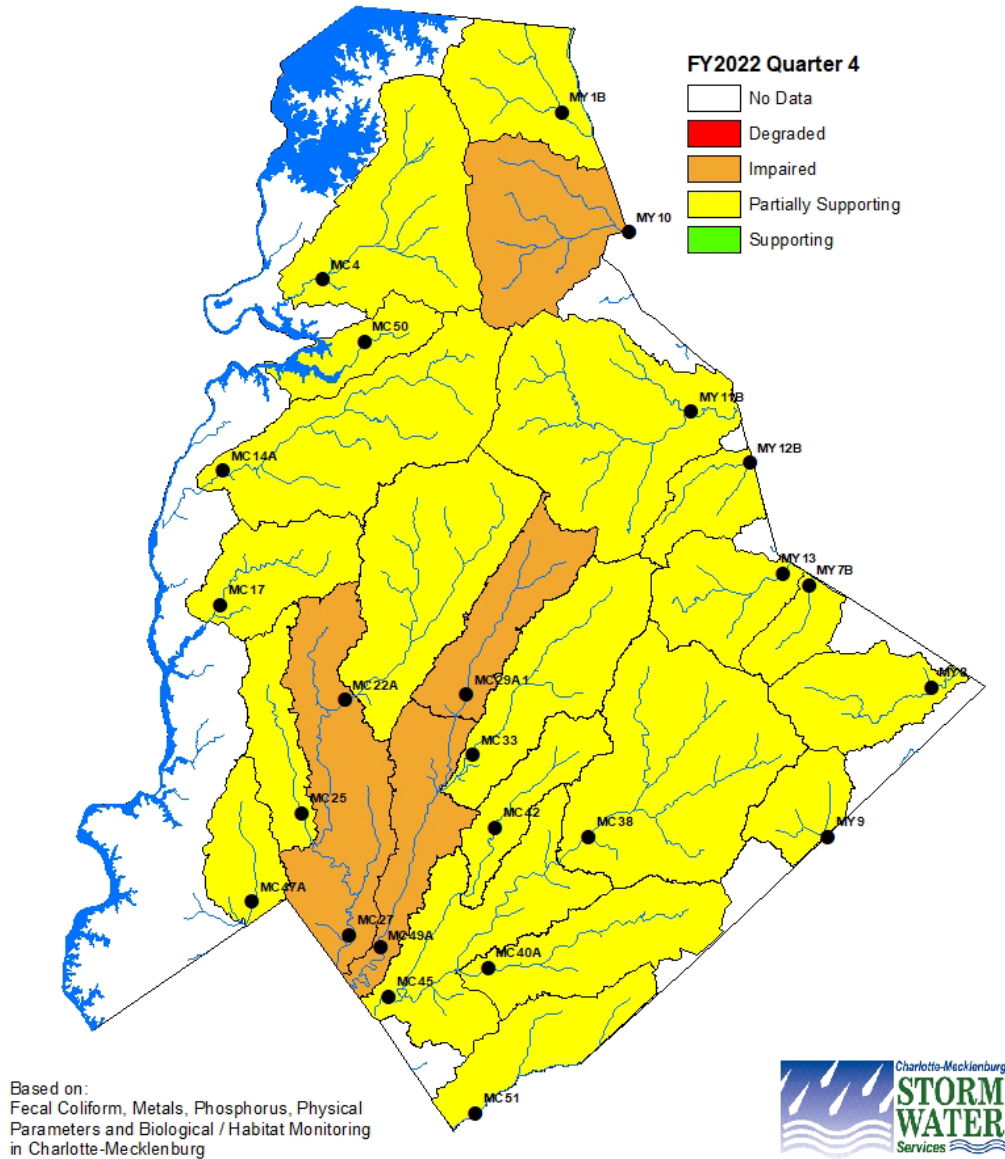 FY2022 Quarter 4
No Data
Degraded
Impaired
Partially Supporting
Supporting
MY1B
MY10
MC4
MC50
MY11B
MY12B
MC14A
MY13
MY7B
MC17
MY8
MC22A
MC29A1
MC33
MC25
MC42
MC38
MY9
MC47A
MC27
MC49A
MC40A
MC45
MC51
Based on:
Fecal Coliform, Metals, Phosphorus, Physical
Parameters and Biological / Habitat Monitoring
in Charlotte-Mecklenburg
Charlotte-Mecklenburg
STORM
WATER
Services